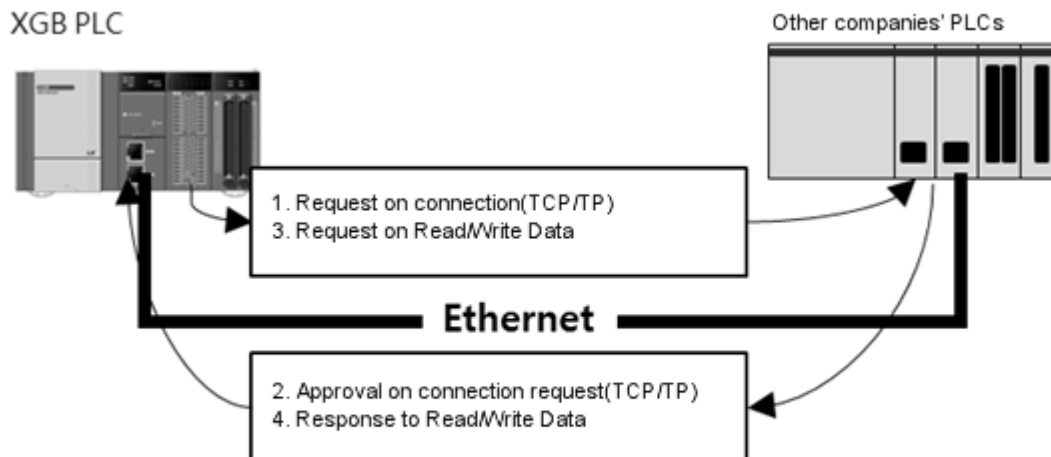 XGB PLC
Other companies' PLCs
1. Request on connection(TCP/TP)
3. Request on Read/Write Data
Ethernet
2. Approval on connection request(TCP/TP)
4. Response to Read/Write Data